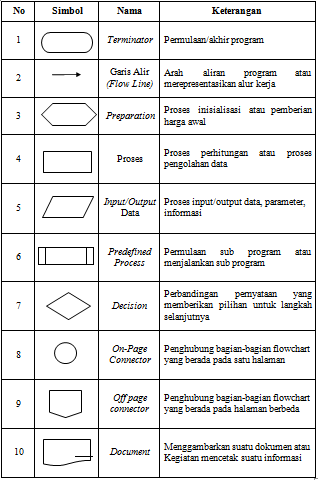 No Simbol Nama Keterangan
1 Terminator Permulaan/akhir program
2 Garis Alir (Flow Line) Arah aliran program atau
merepresentasikan alur kerja
3 Preparation Proses inisialisasi atau pemberian
harga awal
4 Proses Proses perhitungan atau proses
pengolahan data
5 Input/Output Data Proses input/output data, parameter,
informasi
6 Predefined Process Permulaan sub program atau
menjalankan sub program
7 Decision Perbandingan pernyataan yang
memberikan pilihan untuk langkah
selanjutnya
8 On-Page Connector Penghubung bagian-bagian flowchart
yang berada pada satu halaman
9 Off page connector Penghubung bagian-bagian flowchart
yang berada pada halaman berbeda
10 Document Menggambarkan suatu dokumen atau
Kegiatan mencetak suatu informasi